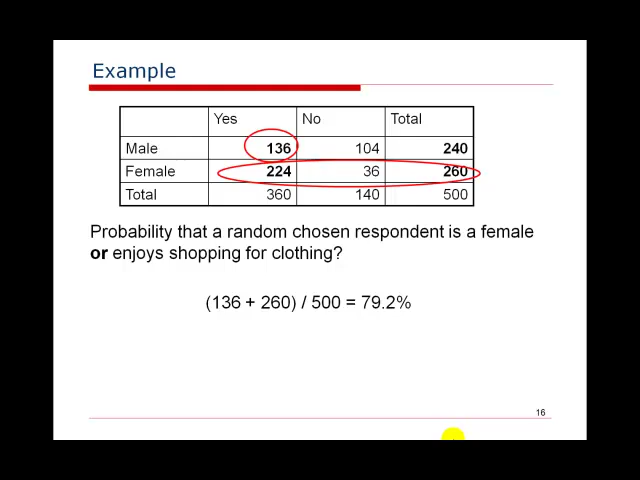 Example
Yes No Total
Male 136 104 240
Female 224 36 260
Total 360 140 500
Probability that a random chosen respondent is a female
or enjoys shopping for clothing?
(136 + 260) / 500 = 79.2%
16